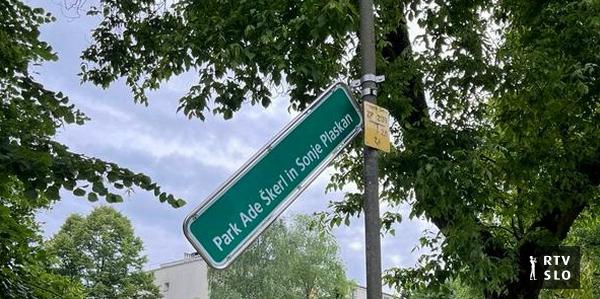 Park Ade Škerl in Sonje Plaskan
RTV
SLO